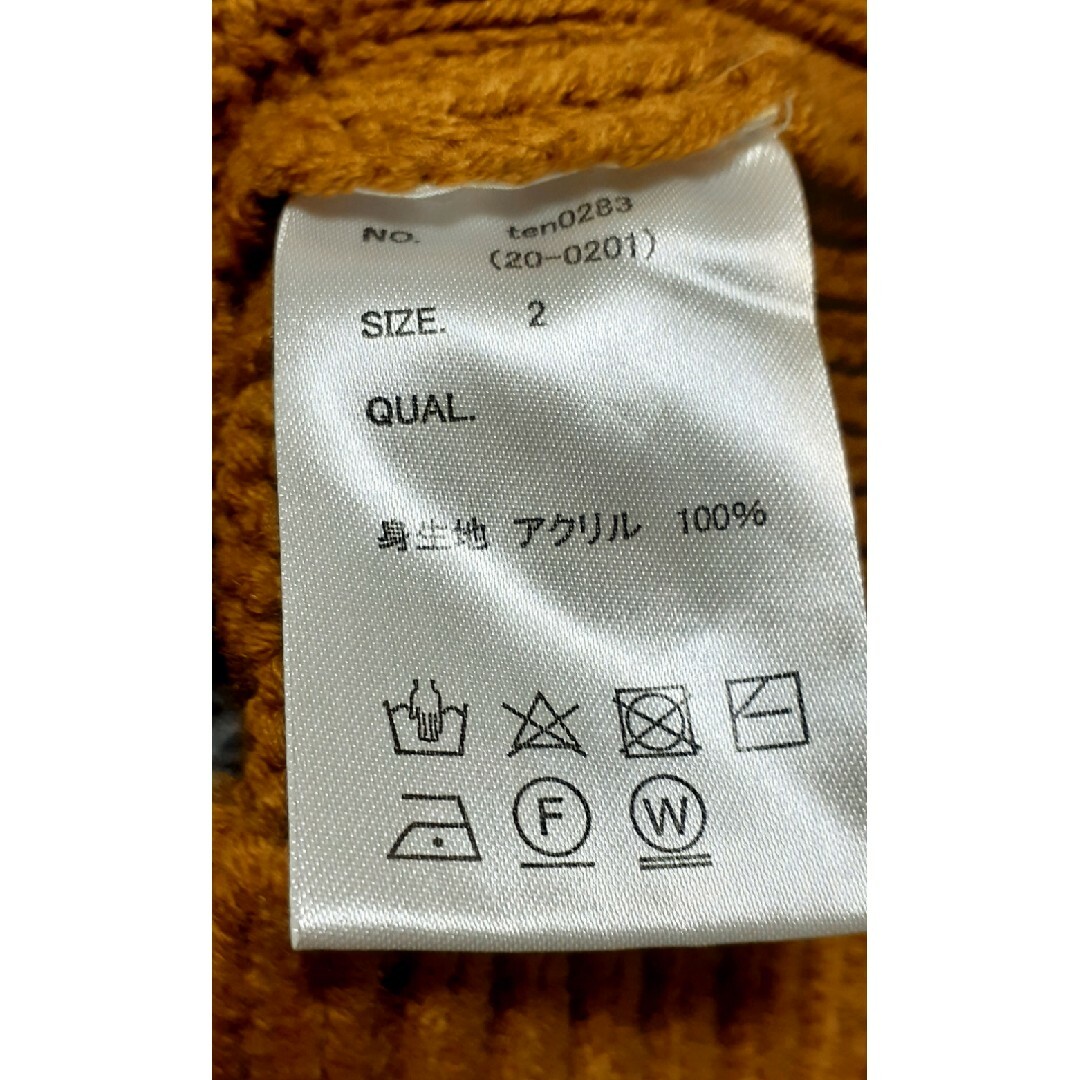 NO. ten0283
(20-0201)
SIZE. 2
QUAL.
身生地 アクリル 100%
F W